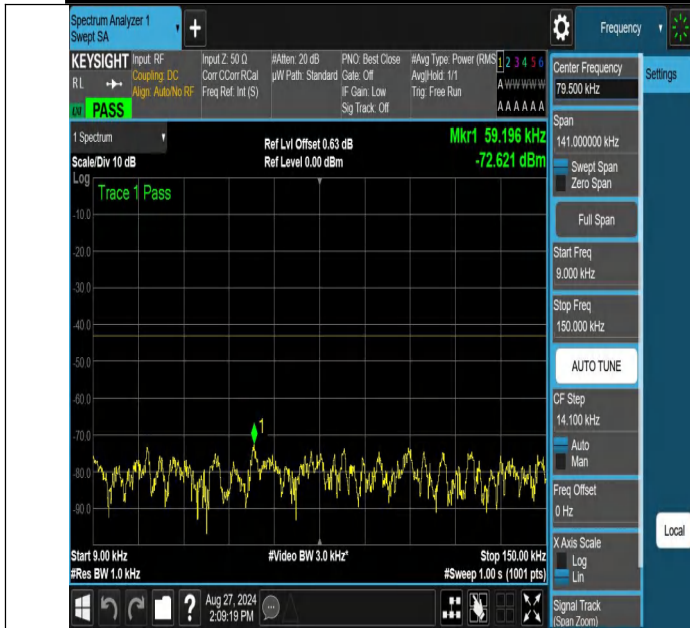 Spectrum Analyzer 1
Swept SA
Frequency
KEYSIGHT
RL
PASS
Input: RF
Coupling: DC
Align: Auto/No RF
Input Z: 50 Ω
Corr CCorr RCal
Freq Ref: Int (S)
#Atten: 20 dB
µW Path: Standard
PNO: Best Close
Gate: Off
IF Gain: Low
Sig Track: Off
#Avg Type: Power (RMS
Avg|Hold: 1/1
Trig: Free Run
1 2 3 4 5 6
A W W W W W
A A A A A A
Center Frequency
79.500 kHz
Settings
1 Spectrum
Scale/Div 10 dB
Log
Ref Lvl Offset 0.63 dB
Ref Level 0.00 dBm
Mkr1 59.196 kHz
-72.621 dBm
Trace 1 Pass
-10.0
-20.0
-30.0
-40.0
-50.0
-60.0
-70.0
-80.0
-90.0
1
Start 9.00 kHz
#Res BW 1.0 kHz
#Video BW 3.0 kHz*
Stop 150.00 kHz
#Sweep 1.00 s (1001 pts)
Span
141.000000 kHz
Swept Span
Zero Span
Full Span
Start Freq
9.000 kHz
Stop Freq
150.000 kHz
AUTO TUNE
CF Step
14.100 kHz
Auto
Man
Freq Offset
0 Hz
X Axis Scale
Log
Lin
Local
Signal Track
(Span Zoom)
?
Aug 27, 2024
2:09:19 PM